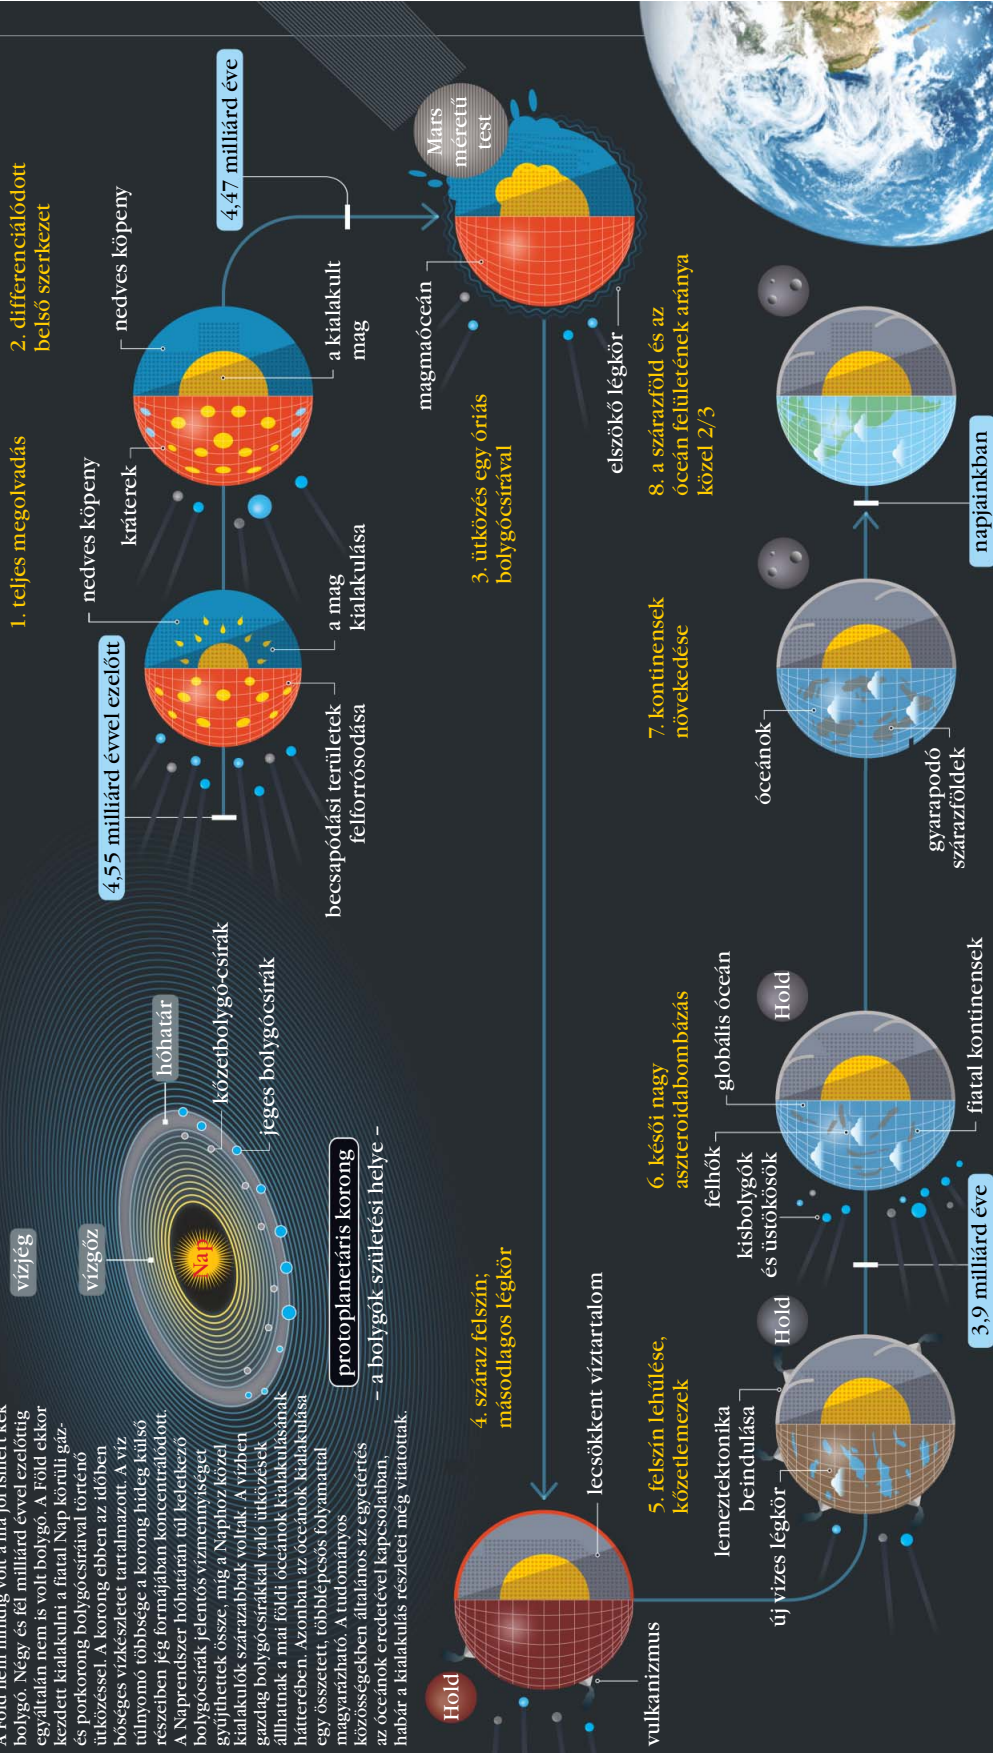 bolygó. Négy és fél milliárd évvel ezelőttig
egyáltalán nem is volt bolygó. A Föld ekkor
kezdett kialakulni a fiatal Nap körüli gáz-
és porkorong bolygócsírával történő
ütközéssel. A korong ebben az időben
bőséges vízkészletet tartalmazott. A víz
túlnyomó többsége a korong hideg külső
részeiben jég formájában koncentrálódott.
A Naprendszer hóhatárán túl keletkező
bolygócsírák jelentős vízmennyiséget
gyűjthettek össze, míg a Naphoz közel
kialakulók szárazabbak voltak. A vízben
gazdag bolygócsírákkal való ütközések
állhatnak a mai földi óceánok kialakulásának
hátterében. Azonban az óceánok kialakulása
egy összetett, többlépcsős folyamattal
magyarázható. A tudományos
közösségekben általános az egyetértés
az óceánok eredetével kapcsolatban,
habár a kialakulás részletei még vitatottak.
vízjég
vízgőz
hóhatár
Nap
kőzetbolygó-csírák
jeges bolygócsírák
protoplanetáris korong
– a bolygók születési helye –
4,55 milliárd évvel ezelőtt
1. teljes megolvadás
nedves köpeny
a mag
kialakulása
becsapódási területek
felforrósodása
2. differenciálódott
belső szerkezet
nedves köpeny
kráterek
a kialakult
mag
4,47 milliárd éve
Mars
méretű
test
magmaóceán
elszökő légkör
3. ütközés egy óriás
bolygócsírával
4. száraz felszín;
másodlagos légkör
Hold
lecsökkent víztartalom
vulkanizmus
5. felszín lehűlése,
kőzetlemezek
lemeztektonika
beindulása
új vizes légkör
Hold
3,9 milliárd éve
6. késői nagy
aszteroidabombázás
felhők
globális óceán
kisbolygók
és üstökösök
Hold
fiatal kontinensek
7. kontinensek
növekedése
óceánok
gyarapodó
szárazföldek
8. a szárazföld és az
óceán felületének aránya
közel 2/3
napjainkban